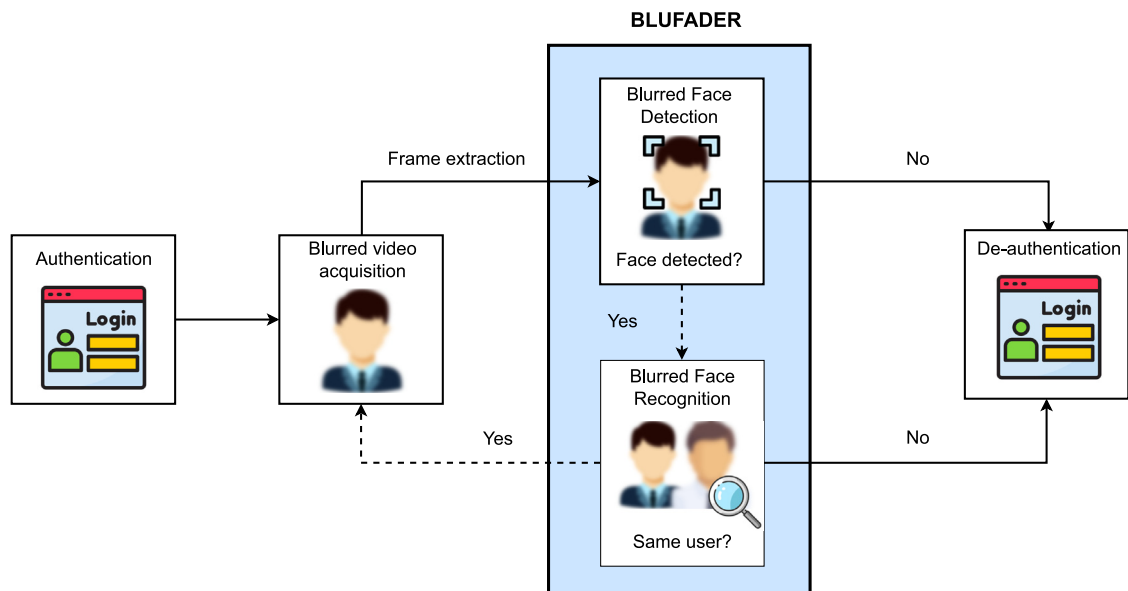 BLUFADER
Blurred Face
Detection
Face detected?
Frame extraction
No
Authentication
Login
Blurred video
acquisition
De-authentication
Login
Yes
Blurred Face
Recognition
Same user?
Yes
No